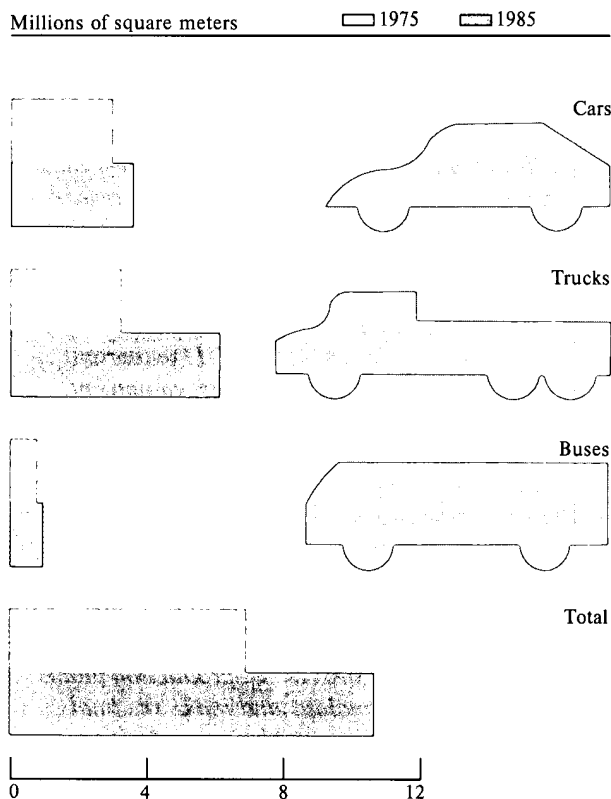 Millions of square meters 1975 1985
Cars
Trucks
Buses
Total
0 4 8 12